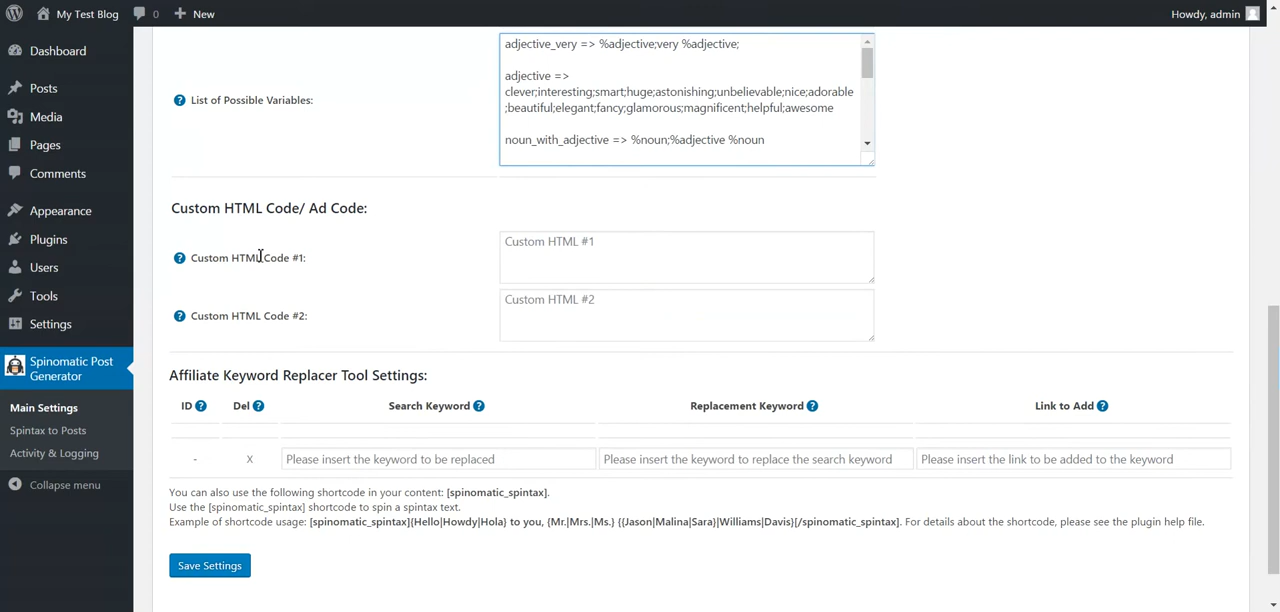 My Test Blog
0
New
Howdy, admin
Dashboard
Posts
Media
Pages
Comments
Appearance
Plugins
Users
Tools
Settings
Spinomatic Post
Generator
Main Settings
Spintax to Posts
Activity & Logging
Collapse menu
List of Possible Variables:
adjective_very => %adjective;very %adjective;
adjective =>
clever;interesting;smart;huge;astonishing;unbelievable;nice;adorable
;beautiful;elegant;fancy;glamorous;magnificent;helpful;awesome
noun_with_adjective => %noun;%adjective %noun
Custom HTML Code/ Ad Code:
Custom HTML Code #1:
Custom HTML #1
Custom HTML Code #2:
Custom HTML #2
Affiliate Keyword Replacer Tool Settings:
ID Del Search Keyword Replacement Keyword Link to Add
- X Please insert the keyword to be replaced Please insert the keyword to replace the search keyword Please insert the link to be added to the keyword
You can also use the following shortcode in your content: [spinomatic_spintax].
Use the [spinomatic_spintax] shortcode to spin a spintax text.
Example of shortcode usage: [spinomatic_spintax]{Hello|Howdy|Hola} to you, {Mr.|Mrs.|Ms.} {{Jason|Malina|Sara}|Williams|Davis}[/spinomatic_spintax]. For details about the shortcode, please see the plugin help file.
Save Settings